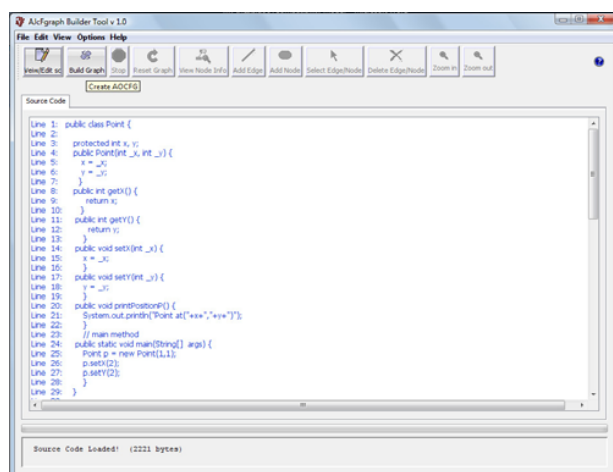 AJcFgraph Builder Tool v 1.0
File Edit View Options Help
View/Edit sc Build Graph Stop Reset Graph View Node Info Add Edge Add Node Select Edge/Node Delete Edge/Node Zoom in Zoom out
Create AOCFG
Source Code
Line 1: public class Point {
Line 2:
Line 3: protected int x, y;
Line 4: public Point(int _x, int _y) {
Line 5: x = _x;
Line 6: y = _y;
Line 7: }
Line 8: public int getX() {
Line 9: return x;
Line 10: }
Line 11: public int getY() {
Line 12: return y;
Line 13: }
Line 14: public void setX(int _x) {
Line 15: x = _x;
Line 16: }
Line 17: public void setY(int _y) {
Line 18: y = _y;
Line 19: }
Line 20: public void printPositionP() {
Line 21: System.out.println("Point at("+x+","+y+")");
Line 22: }
Line 23: // main method
Line 24: public static void main(String[] args) {
Line 25: Point p = new Point(1,1);
Line 26: p.setX(2);
Line 27: p.setY(2);
Line 28: }
Line 29: }
Source Code Loaded! (2221 bytes)